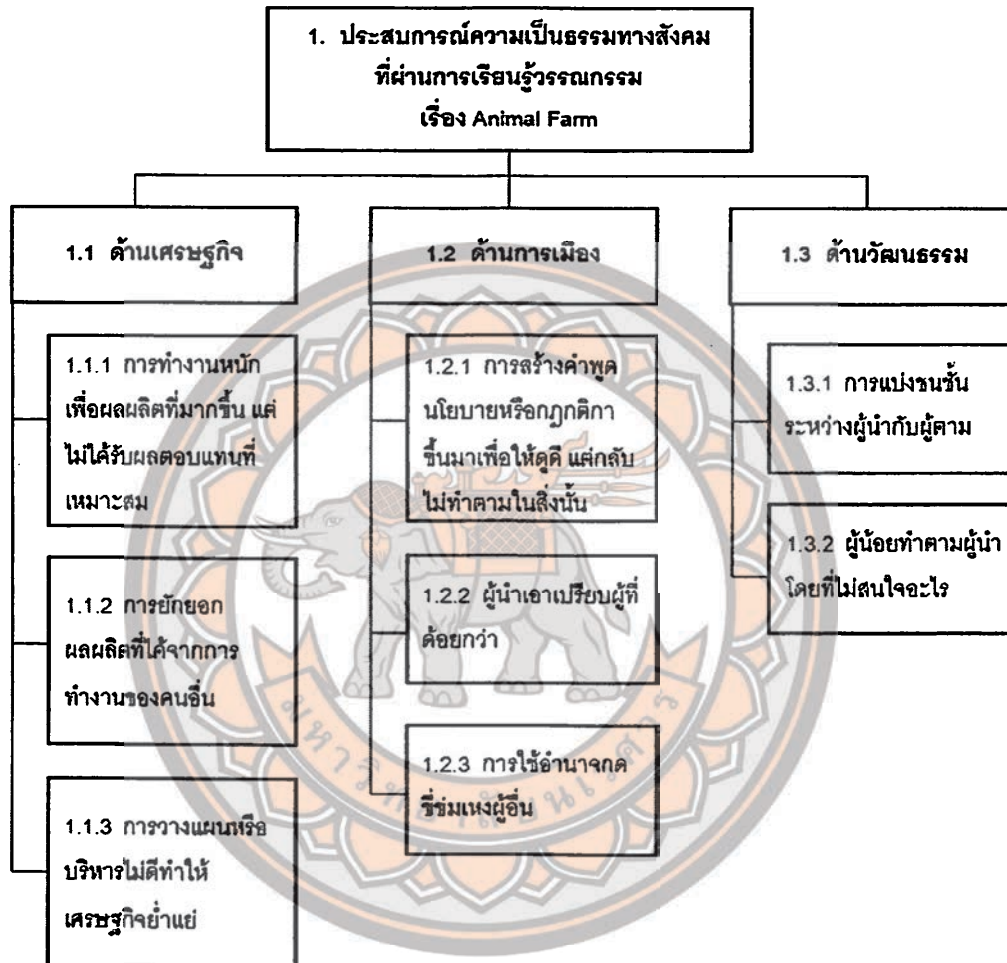 1. ประสบการณ์ความเป็นธรรมทางสังคม
ที่ผ่านการเรียนรู้วรรณกรรม
เรื่อง Animal Farm
1.1 ด้านเศรษฐกิจ
1.1.1 การทำงานหนัก
เพื่อผลผลิตที่มากขึ้น แต่
ไม่ได้รับผลตอบแทนที่
เหมาะสม
1.1.2 การยักยอก
ผลผลิตที่ได้จากการ
ทำงานของคนอื่น
1.1.3 การวางแผนหรือ
บริหารไม่ดีทำให้
เศรษฐกิจย่ำแย่
1.2 ด้านการเมือง
1.2.1 การสร้างคำพูด
นโยบายหรือกฎกติกา
ขึ้นมาเพื่อให้ดูดี แต่กลับ
ไม่ทำตามในสิ่งนั้น
1.2.2 ผู้นำเอาเปรียบผู้ที่
ด้อยกว่า
1.2.3 การใช้อำนาจกด
ขี่ข่มเหงผู้อื่น
1.3 ด้านวัฒนธรรม
1.3.1 การแบ่งชนชั้น
ระหว่างผู้นำกับผู้ตาม
1.3.2 ผู้น้อยทำตามผู้นำ
โดยที่ไม่สนใจอะไร
มหาวิทยาลัยนเรศวร